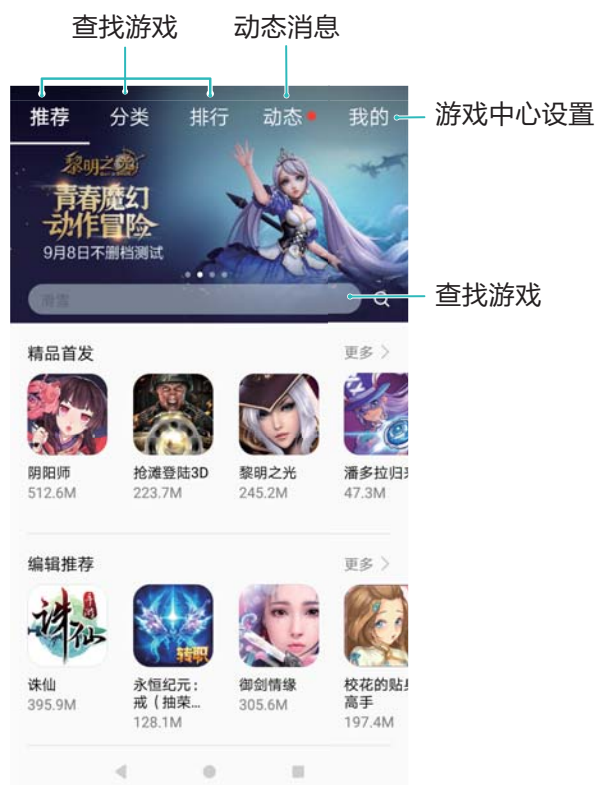 查找游戏 动态消息
推荐 分类 排行 动态 我的 游戏中心设置
黎明之光
青春魔幻
动作冒险
9月8日不删档测试
滑雪 查找游戏
精品首发 更多
阴阳师 抢滩登陆3D 黎明之光 潘多拉归
512.6M 223.7M 245.2M 47.3M
编辑推荐 更多
诛仙
转职
诛仙 永恒纪元: 御剑情缘 校花的贴
395.9M 戒(抽荣... 305.6M 高手
128.1M 197.4M